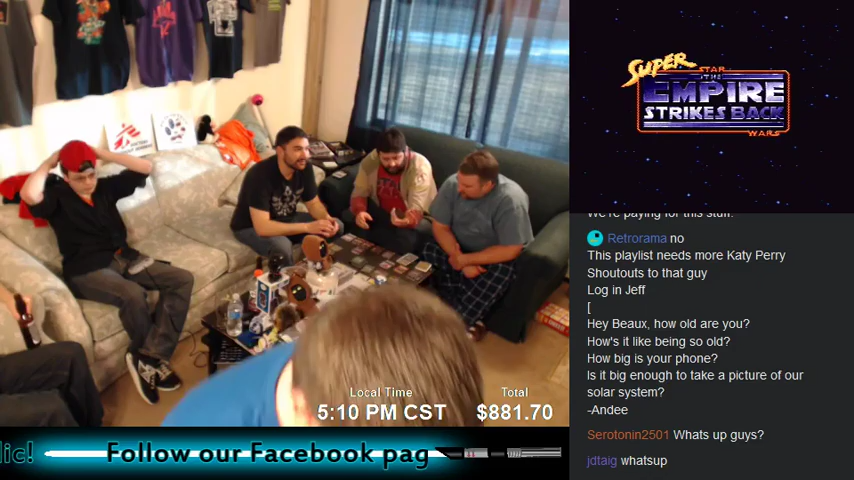 SUPER
STAR
THE
EMPIRE
STRIKES BACK
WARS
We're paying for this stuff.
Retrorama no
This playlist needs more Katy Perry
Shoutouts to that guy
Log in Jeff
[
Hey Beaux, how old are you?
How's it like being so old?
How big is your phone?
Is it big enough to take a picture of our
solar system?
-Andee
Serotonin2501 Whats up guys?
jdtaig whatsup
Local Time
5:10 PM CST
Total
$881.70
lic!
Follow our Facebook pag